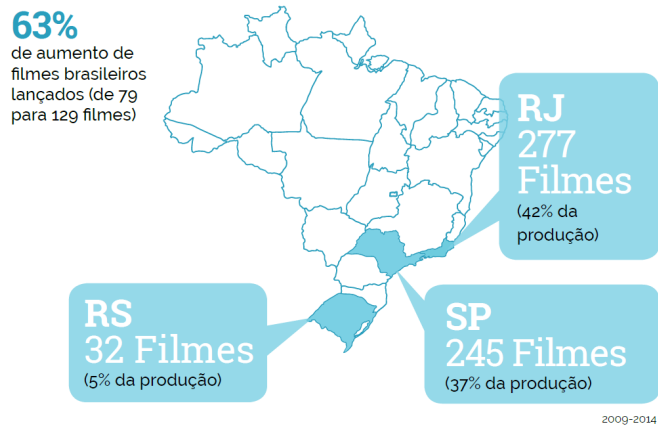 63%
de aumento de
filmes brasileiros
lançados (de 79
para 129 filmes)
RJ
277
Filmes
(42% da
produção)
RS
32 Filmes
(5% da produção)
SP
245 Filmes
(37% da produção)
2009-2014